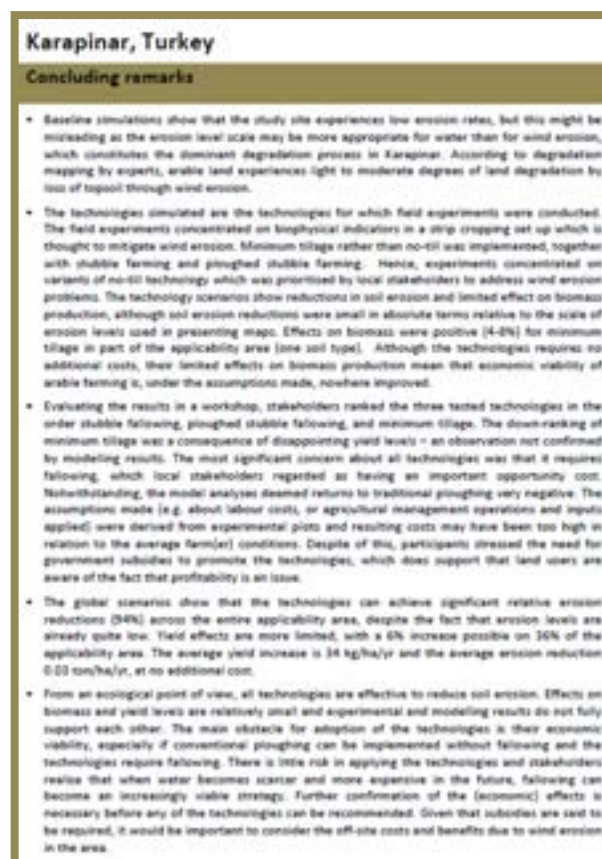 Karapinar, Turkey
Concluding remarks
• Baseline simulations show that the study site experiences low erosion rates, but this might be
misleading as the erosion level scale may be more appropriate for water than for wind erosion,
which constitutes the dominant degradation process in Karapinar. According to degradation
mapping by experts, arable land experiences light to moderate degrees of land degradation by
loss of topsoil through wind erosion.
• The technologies simulated are the technologies for which field experiments were conducted.
The field experiments concentrated on biophysical indicators in a strip cropping set up which is
thought to mitigate wind erosion. Minimum tillage rather than no-till was implemented, together
with stubble farming and ploughed stubble farming. Hence, experiments concentrated on
variants of no-till technology which was prioritised by local stakeholders to address wind erosion
problems. The technology scenarios show reductions in soil erosion and limited effect on biomass
production, although soil erosion reductions were small in absolute terms relative to the scale of
erosion levels used in presenting maps. Effects on biomass were positive (4-8%) for minimum
tillage in part of the applicability area (one soil type). Although the technologies requires no
additional costs, their limited effects on biomass production mean that economic viability of
arable farming is, under the assumptions made, nowhere improved.
• Evaluating the results in a workshop, stakeholders ranked the three tested technologies in the
order stubble fallowing, ploughed stubble fallowing, and minimum tillage. The down-ranking of
minimum tillage was a consequence of disappointing yield levels – an observation not confirmed
by modelling results. The most significant concern about all technologies was that it requires
fallowing, which local stakeholders regarded as having an important opportunity cost.
Notwithstanding, the model analyses deemed returns to traditional ploughing very negative. The
assumptions made (e.g. about labour costs, or agricultural management operations and inputs
applied) were derived from experimental plots and resulting costs may have been too high in
relation to the average farm(er) conditions. Despite of this, participants stressed the need for
government subsidies to promote the technologies, which does support that land users are
aware of the fact that profitability is an issue.
• The global scenarios show that the technologies can achieve significant relative erosion
reductions (94%) across the entire applicability area, despite the fact that erosion levels are
already quite low. Yield effects are more limited, with a 6% increase possible on 36% of the
applicability area. The average yield increase is 34 kg/ha/yr and the average erosion reduction
0.03 ton/ha/yr, at no additional cost.
• From an ecological point of view, all technologies are effective to reduce soil erosion. Effects on
biomass and yield levels are relatively small and experimental and modelling results do not fully
support each other. The main obstacle for adoption of the technologies is their economic
viability, especially if conventional ploughing can be implemented without fallowing and the
technologies require fallowing. There is little risk in applying the technologies and stakeholders
realise that when water becomes scarcer and more expensive in the future, fallowing can
become an increasingly viable strategy. Further confirmation of the (economic) effects is
necessary before any of the technologies can be recommended. Given that subsidies are said to
be required, it would be important to consider the off-site costs and benefits due to wind erosion
in the area.